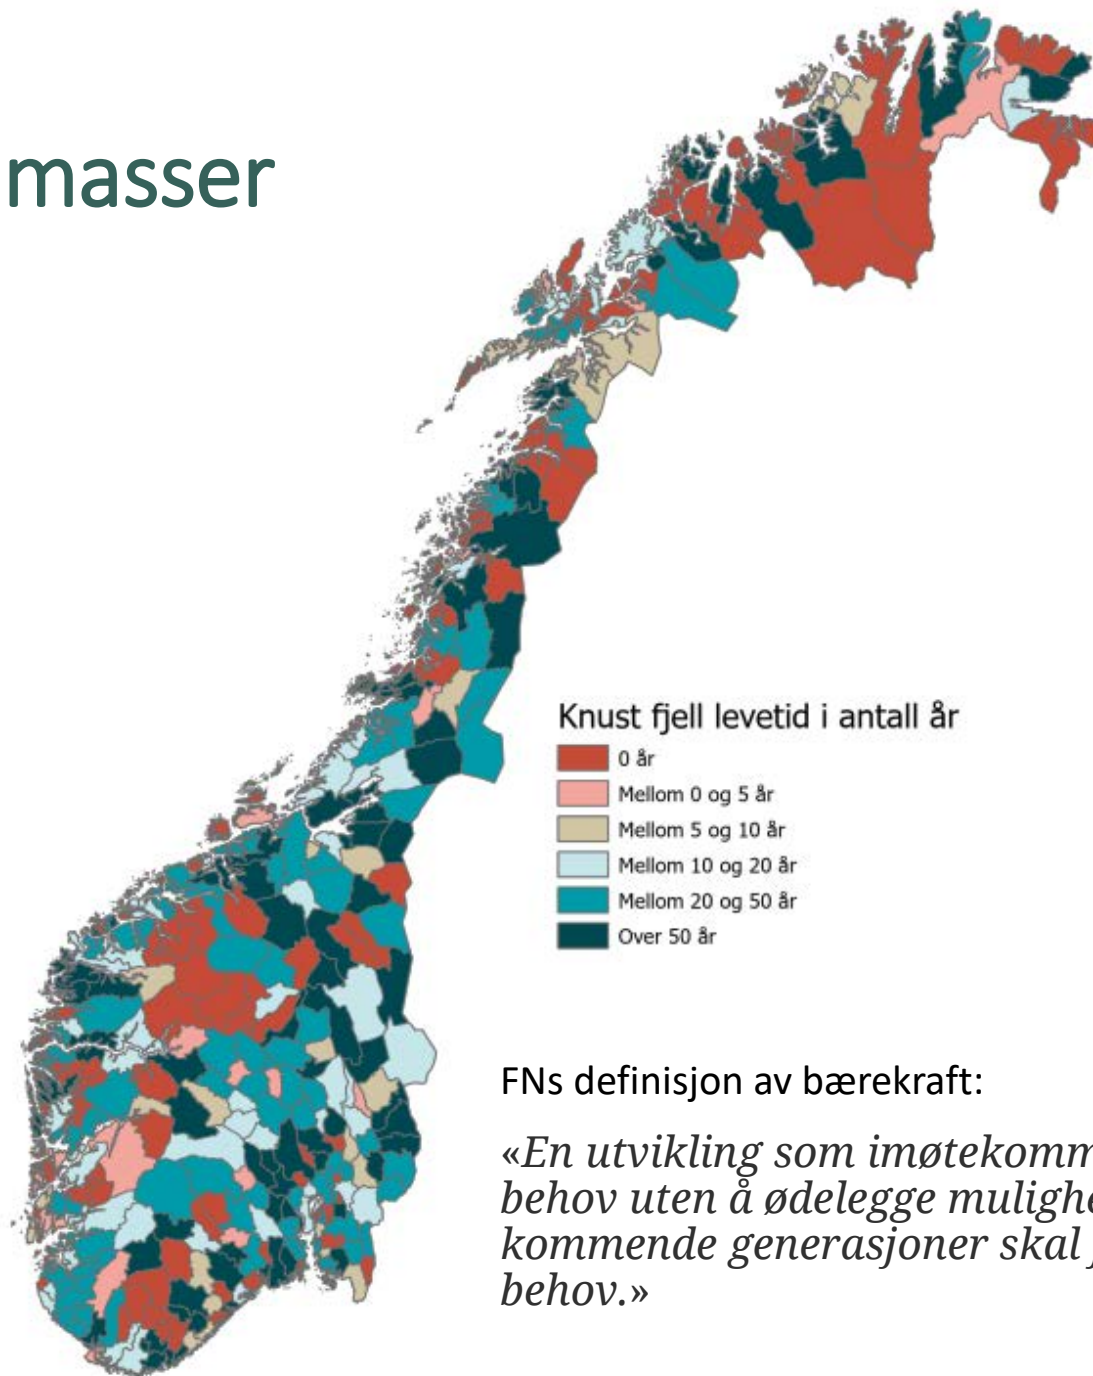 masser
Knust fjell levetid i antall år
0 år
Mellom 0 og 5 år
Mellom 5 og 10 år
Mellom 10 og 20 år
Mellom 20 og 50 år
Over 50 år
FNs definisjon av bærekraft:
«En utvikling som imøtekomm
behov uten å ødelegge mulighe
kommende generasjoner skal
behov.»